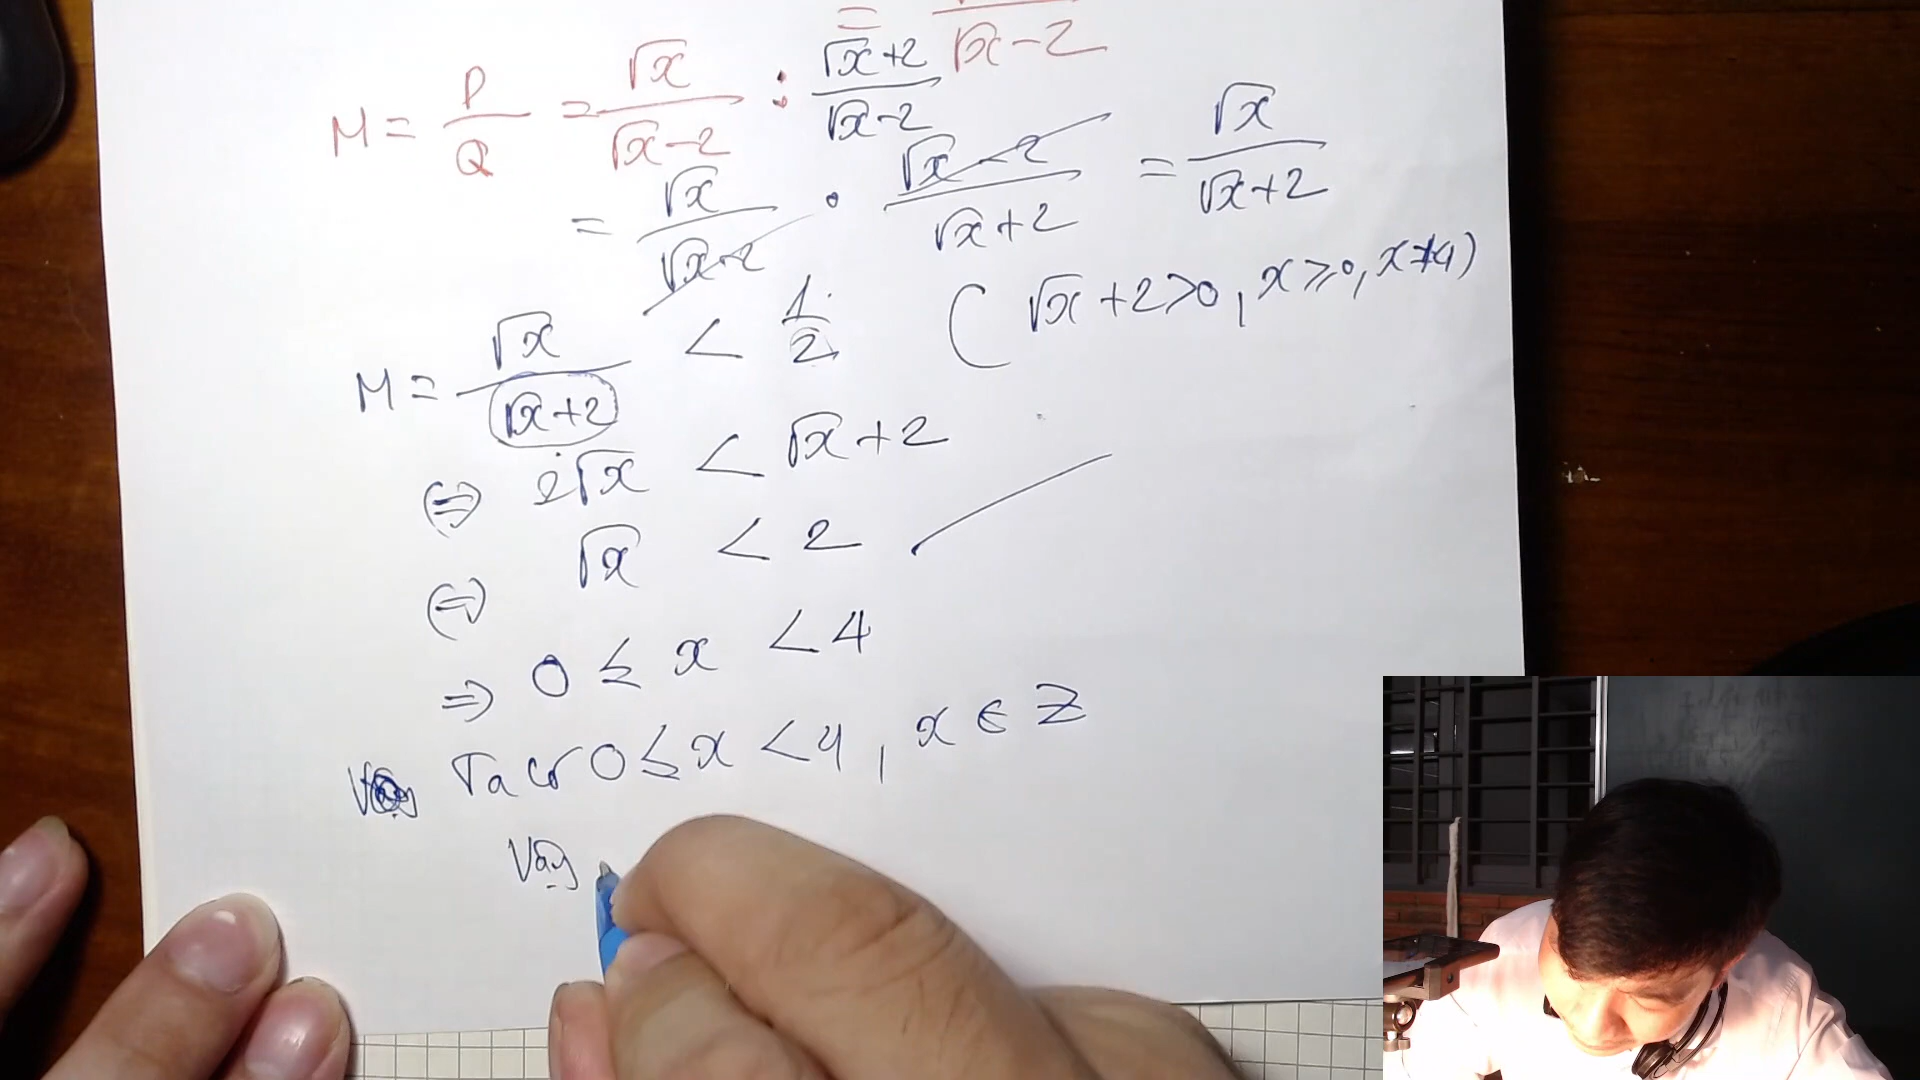 = √x / (√x - 2)
M = P/Q = √x / (√x - 2) : (√x + 2) / (√x - 2)
= √x / (√x - 2) · (√x - 2) / (√x + 2) = √x / (√x + 2)
M = √x / (√x + 2) < 1/2 ( √x + 2 > 0, x ≥ 0, x ≠ 4)
⇔ 2√x < √x + 2
⇔ √x < 2
⇒ 0 ≤ x < 4
Ta có 0 ≤ x < 4, x ∈ Z
Vậy